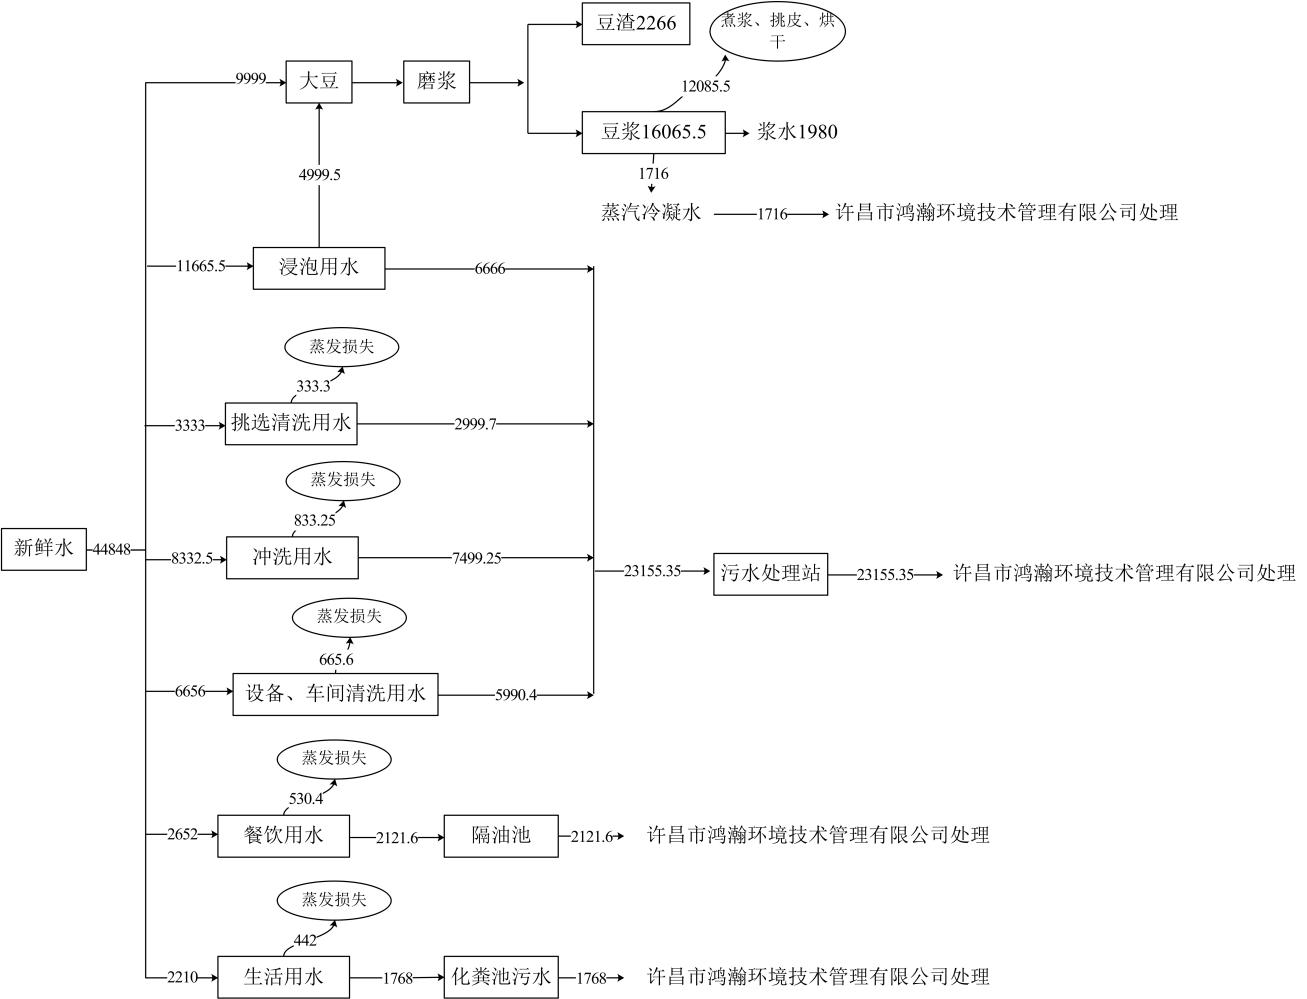 豆渣2266
煮浆、挑皮、烘
干
9999
大豆
磨浆
12085.5
豆浆16065.5
浆水1980
4999.5
1716
蒸汽冷凝水
1716
许昌市鸿瀚环境技术管理有限公司处理
11665.5
浸泡用水
6666
蒸发损失
333.3
3333
挑选清洗用水
2999.7
蒸发损失
833.25
新鲜水
44848
8332.5
冲洗用水
7499.25
23155.35
污水处理站
23155.35
许昌市鸿瀚环境技术管理有限公司处理
蒸发损失
665.6
6656
设备、车间清洗用水
5990.4
蒸发损失
530.4
2652
餐饮用水
2121.6
隔油池
2121.6
许昌市鸿瀚环境技术管理有限公司处理
蒸发损失
442
2210
生活用水
1768
化粪池污水
1768
许昌市鸿瀚环境技术管理有限公司处理